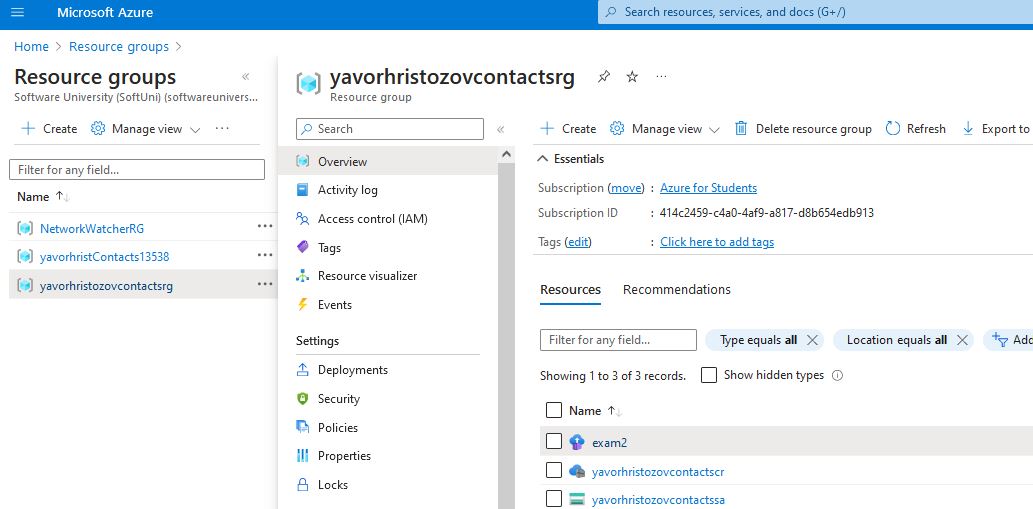 Microsoft Azure
Search resources, services, and docs (G+/)
Home > Resource groups >
Resource groups
Software University (SoftUni) (softwareunivers...
+ Create Manage view ...
Filter for any field...
Name ↑↓
NetworkWatcherRG ...
yavorhristContacts13538 ...
yavorhristozovcontactsrg ...
yavorhristozovcontactsrg ...
Resource group
Search «
Overview
Activity log
Access control (IAM)
Tags
Resource visualizer
Events
Settings
Deployments
Security
Policies
Properties
Locks
+ Create Manage view Delete resource group Refresh Export to
Essentials
Subscription (move) : Azure for Students
Subscription ID : 414c2459-c4a0-4af9-a817-d8b654edb913
Tags (edit) : Click here to add tags
Resources Recommendations
Filter for any field... Type equals all Location equals all Add
Showing 1 to 3 of 3 records. Show hidden types
Name ↑↓
exam2
yavorhristozovcontactscr
yavorhristozovcontactssa